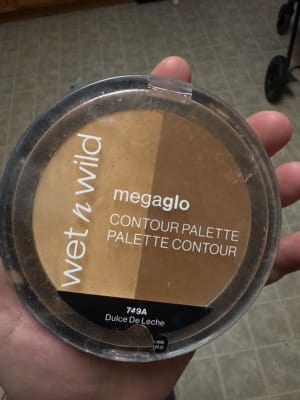 wet n wild
megaglo
CONTOUR PALETTE
PALETTE CONTOUR
749A
Dulce De Leche